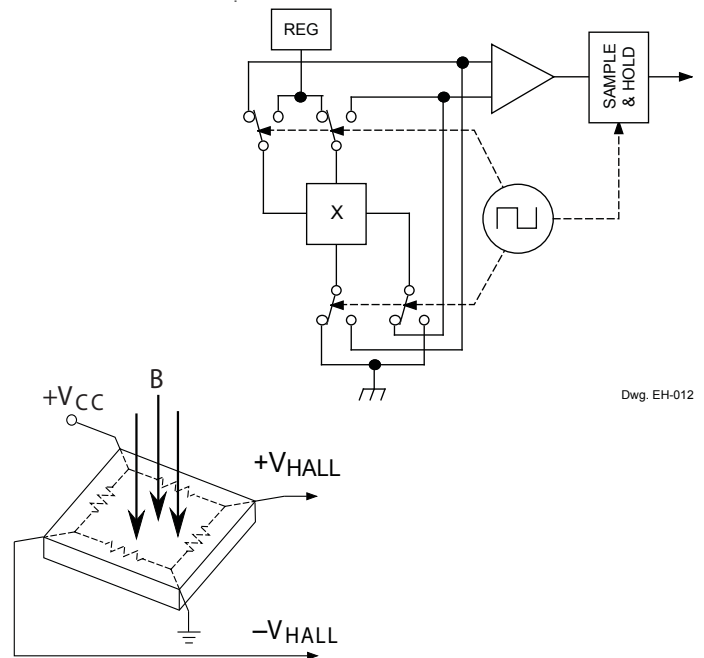 REG
SAMPLE
& HOLD
X
Dwg. EH-012
+VCC
B
+VHALL
–VHALL